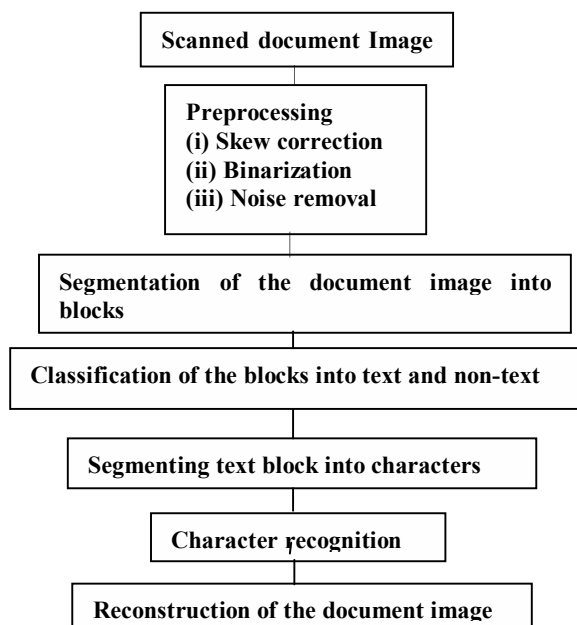 Scanned document Image
Preprocessing
(i) Skew correction
(ii) Binarization
(iii) Noise removal
Segmentation of the document image into
blocks
Classification of the blocks into text and non-text
Segmenting text block into characters
Character recognition
Reconstruction of the document image